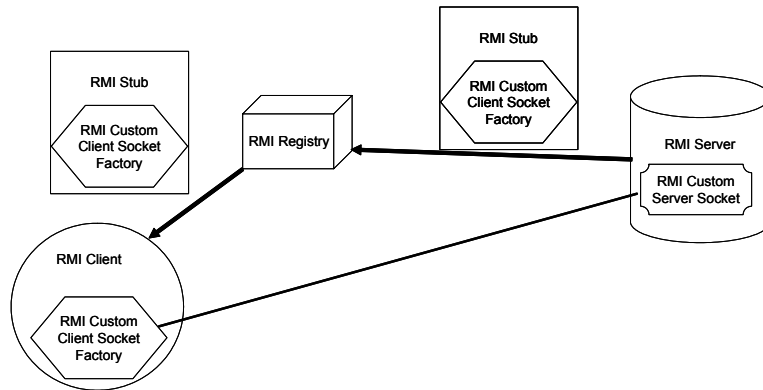 RMI Stub
RMI Custom
Client Socket
Factory
RMI Stub
RMI Custom
Client Socket
Factory
RMI Registry
RMI Server
RMI Custom
Server Socket
RMI Client
RMI Custom
Client Socket
Factory